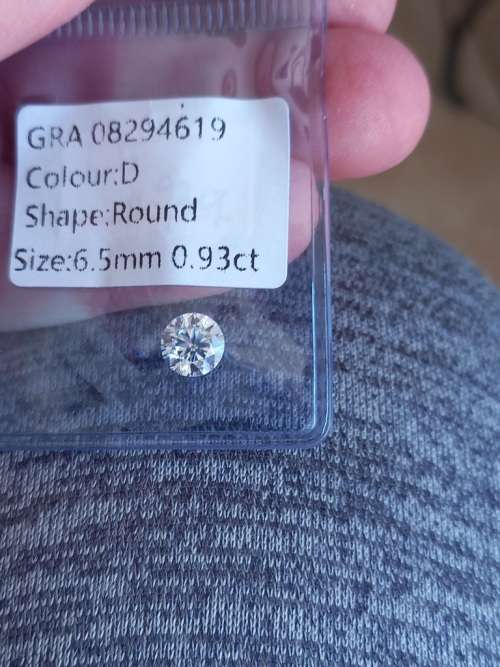 GRA 08294619
Colour:D
Shape:Round
Size:6.5mm 0.93ct